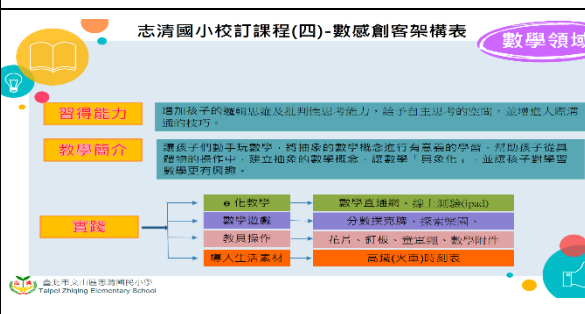 志清國小校訂課程(四)-數感創客架構表
數學領域
習得能力
增加孩子的邏輯思維及批判性思考能力，給予自主思考的空間，並增進人際溝
通的技巧。
教學簡介
讓孩子們動手玩數學，將抽象的數學概念進行有意義的學習，幫助孩子從具
體物的操作中，建立抽象的數學概念，讓數學「具象化」，並讓孩子對學習
數學更有興趣。
實踐
e 化教學
數學直播網、線上測驗(ipad)
數學遊戲
分數撲克牌、探索樂園、
教具操作
花片、釘板、童軍繩、數學附件
導入生活素材
高鐵(火車)時刻表
臺北市文山區志清國民小學
Taipei Zhiqing Elementary School